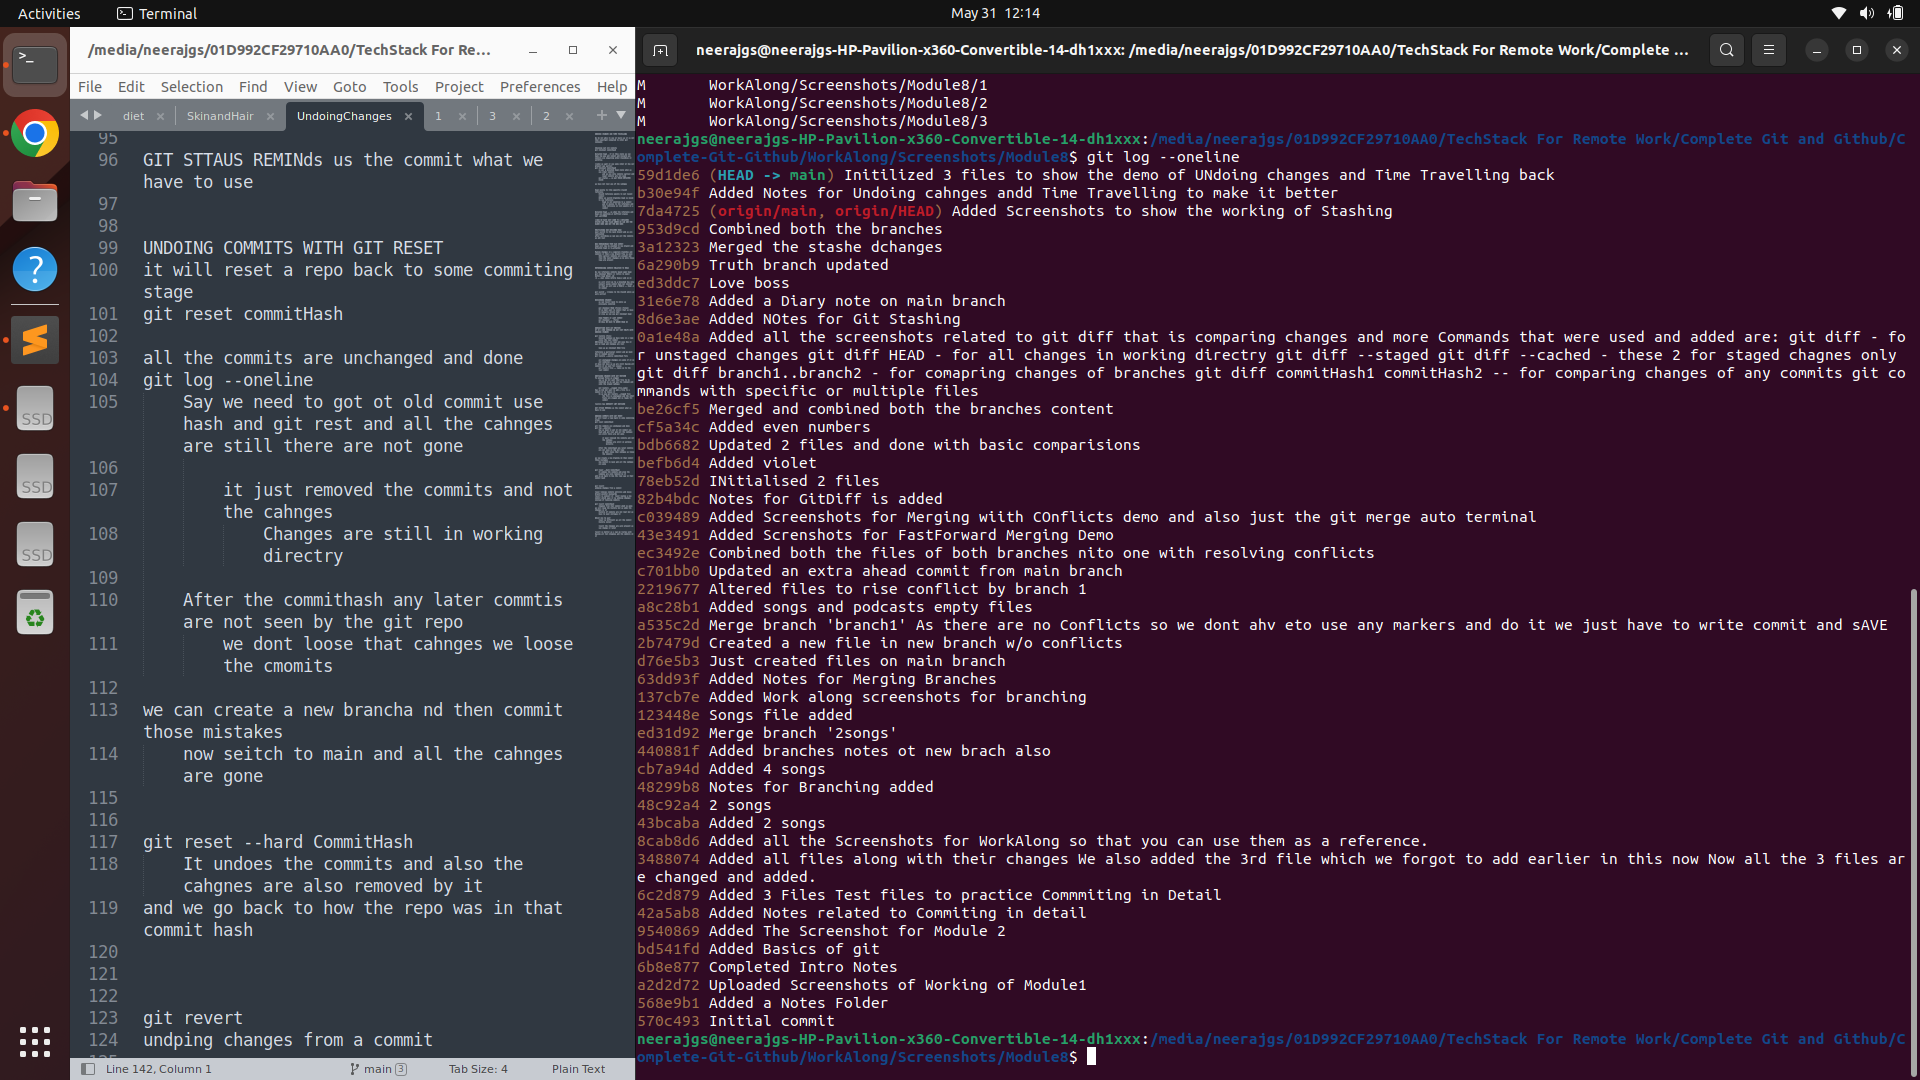 Activities
Terminal
May 31 12:14
/media/neerajgs/01D992CF29710AA0/TechStack For Re...
File Edit Selection Find View Goto Tools Project Preferences Help
diet
SkinandHair
UndoingChanges
1
3
2
95
96 GIT STTAUS REMINds us the commit what we
have to use
97
98
99 UNDOING COMMITS WITH GIT RESET
100 it will reset a repo back to some commiting
stage
101 git reset commitHash
102
103 all the commits are unchanged and done
104 git log --oneline
105 Say we need to got ot old commit use
hash and git rest and all the cahnges
are still there are not gone
106
107 it just removed the commits and not
the cahnges
108 Changes are still in working
directry
109
110 After the commithash any later commtis
are not seen by the git repo
111 we dont loose that cahnges we loose
the cmomits
112
113 we can create a new brancha nd then commit
those mistakes
114 now seitch to main and all the cahnges
are gone
115
116
117 git reset --hard CommitHash
118 It undoes the commits and also the
cahgnes are also removed by it
119 and we go back to how the repo was in that
commit hash
120
121
122
123 git revert
124 undping changes from a commit
Line 142, Column 1
main 3
Tab Size: 4
Plain Text
SSD
SSD
SSD
neerajgs@neerajgs-HP-Pavilion-x360-Convertible-14-dh1xxx: /media/neerajgs/01D992CF29710AA0/TechStack For Remote Work/Complete ...
M WorkAlong/Screenshots/Module8/1
M WorkAlong/Screenshots/Module8/2
M WorkAlong/Screenshots/Module8/3
neerajgs@neerajgs-HP-Pavilion-x360-Convertible-14-dh1xxx:/media/neerajgs/01D992CF29710AA0/TechStack For Remote Work/Complete Git and Github/C
omplete-Git-Github/WorkAlong/Screenshots/Module8$ git log --oneline
59d1de6 (HEAD -> main) Initilized 3 files to show the demo of UNdoing changes and Time Travelling back
b30e94f Added Notes for Undoing cahnges andd Time Travelling to make it better
7da4725 (origin/main, origin/HEAD) Added Screenshots to show the working of Stashing
953d9cd Combined both the branches
3a12323 Merged the stashe dchanges
6a290b9 Truth branch updated
ed3ddc7 Love boss
31e6e78 Added a Diary note on main branch
8d6e3ae Added NOtes for Git Stashing
0a1e48a Added all the screenshots related to git diff that is comparing changes and more Commands that were used and added are: git diff - fo
r unstaged changes git diff HEAD - for all changes in working directry git diff --staged git diff --cached - these 2 for staged chagnes only
git diff branch1..branch2 - for comapring changes of branches git diff commitHash1 commitHash2 -- for comparing changes of any commits git co
mmands with specific or multiple files
be26cf5 Merged and combined both the branches content
cf5a34c Added even numbers
bdb6682 Updated 2 files and done with basic comparisions
befb6d4 Added violet
78eb52d INitialised 2 files
82b4bdc Notes for GitDiff is added
c039489 Added Screenshots for Merging wiith COnflicts demo and also just the git merge auto terminal
43e3491 Added Screnshots for FastForward Merging Demo
ec3492e Combined both the files of both branches nito one with resolving conflicts
c701bb0 Updated an extra ahead commit from main branch
2219677 Altered files to rise conflict by branch 1
a8c28b1 Added songs and podcasts empty files
a535c2d Merge branch 'branch1' As there are no Conflicts so we dont ahv eto use any markers and do it we just have to write commit and sAVE
2b7479d Created a new file in new branch w/o conflicts
d76e5b3 Just created files on main branch
63dd93f Added Notes for Merging Branches
137cb7e Added Work along screenshots for branching
123448e Songs file added
ed31d92 Merge branch '2songs'
440881f Added branches notes ot new brach also
cb7a94d Added 4 songs
48299b8 Notes for Branching added
48c92a4 2 songs
43bcaba Added 2 songs
8cab8d6 Added all the Screenshots for WorkAlong so that you can use them as a reference.
3488074 Added all files along with their changes We also added the 3rd file which we forgot to add earlier in this now Now all the 3 files ar
e changed and added.
6c2d879 Added 3 Files Test files to practice Commmiting in Detail
42a5ab8 Added Notes related to Commiting in detail
9540869 Added The Screenshot for Module 2
bd541fd Added Basics of git
6b8e877 Completed Intro Notes
a2d2d72 Uploaded Screenshots of Working of Module1
568e9b1 Added a Notes Folder
570c493 Initial commit
neerajgs@neerajgs-HP-Pavilion-x360-Convertible-14-dh1xxx:/media/neerajgs/01D992CF29710AA0/TechStack For Remote Work/Complete Git and Github/C
omplete-Git-Github/WorkAlong/Screenshots/Module8$